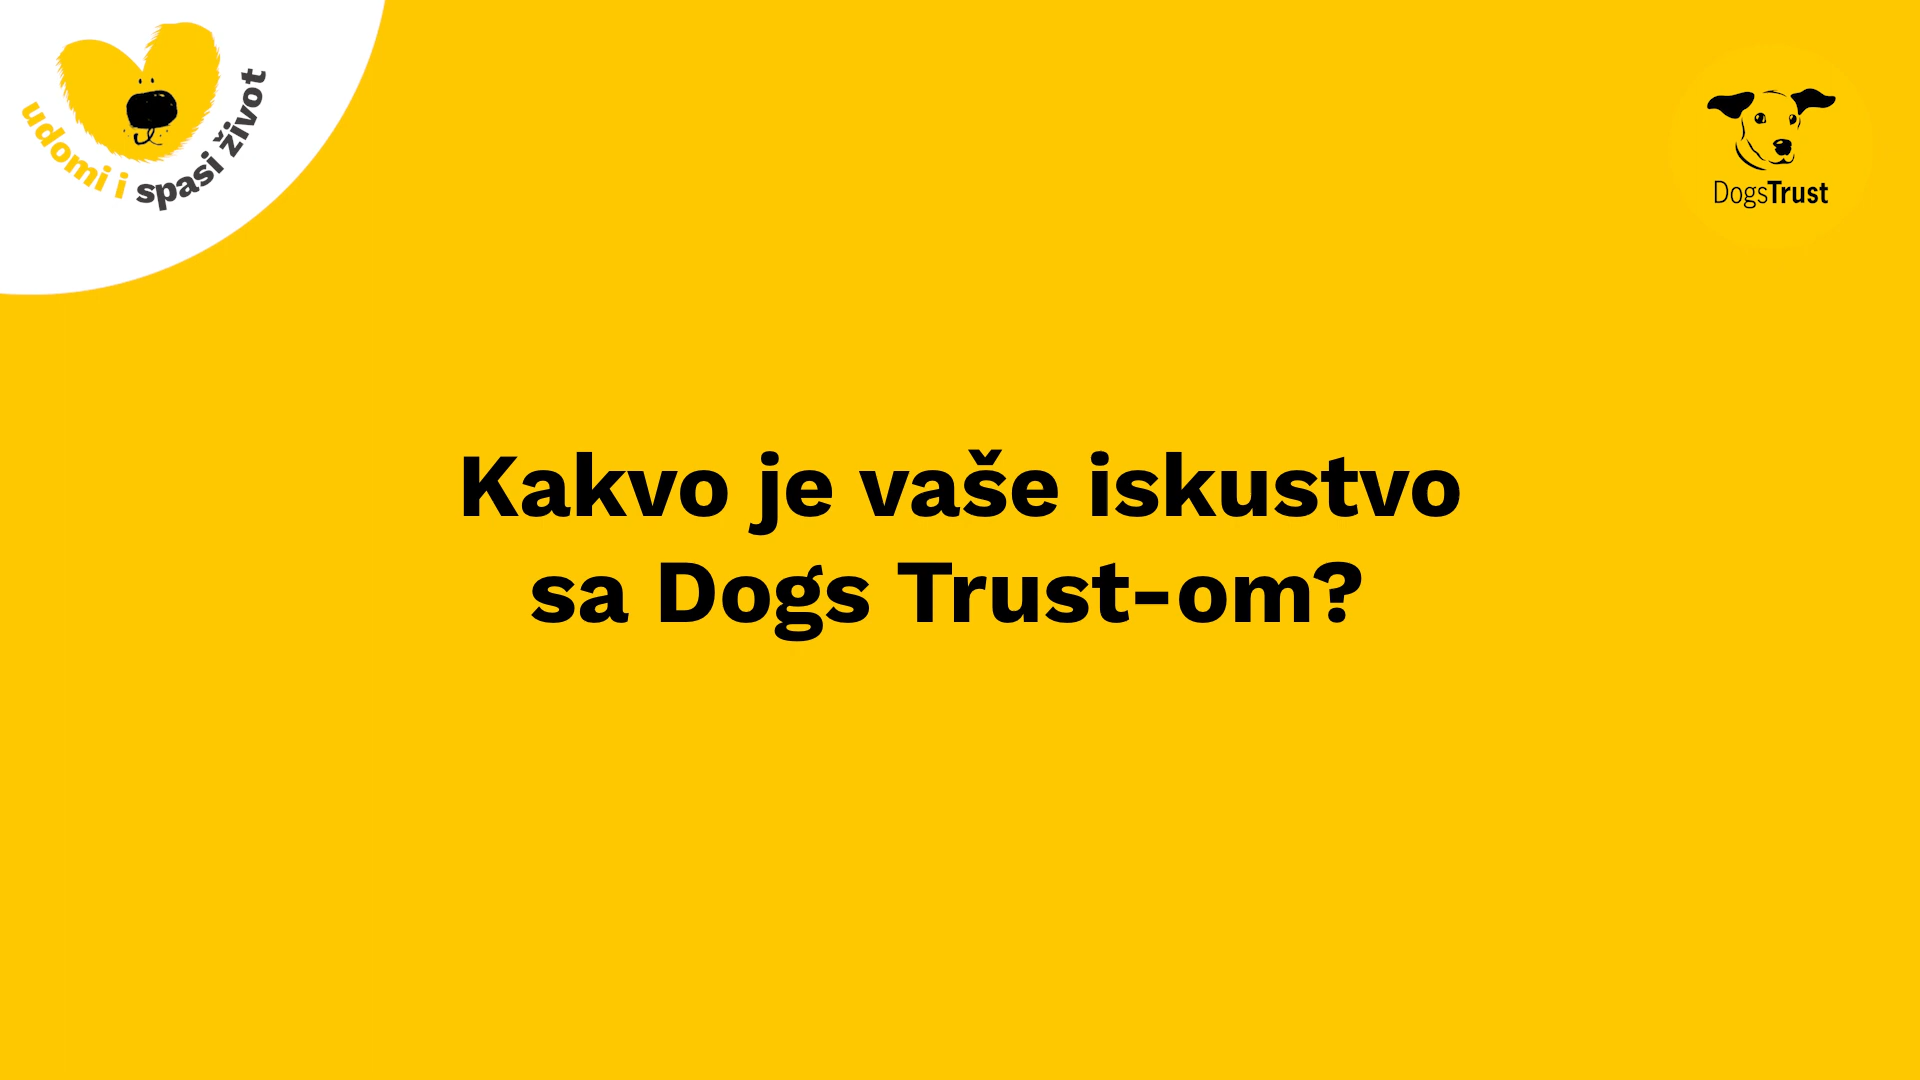 udomi i spasi život
DogsTrust
Kakvo je vaše iskustvo
sa Dogs Trust-om?